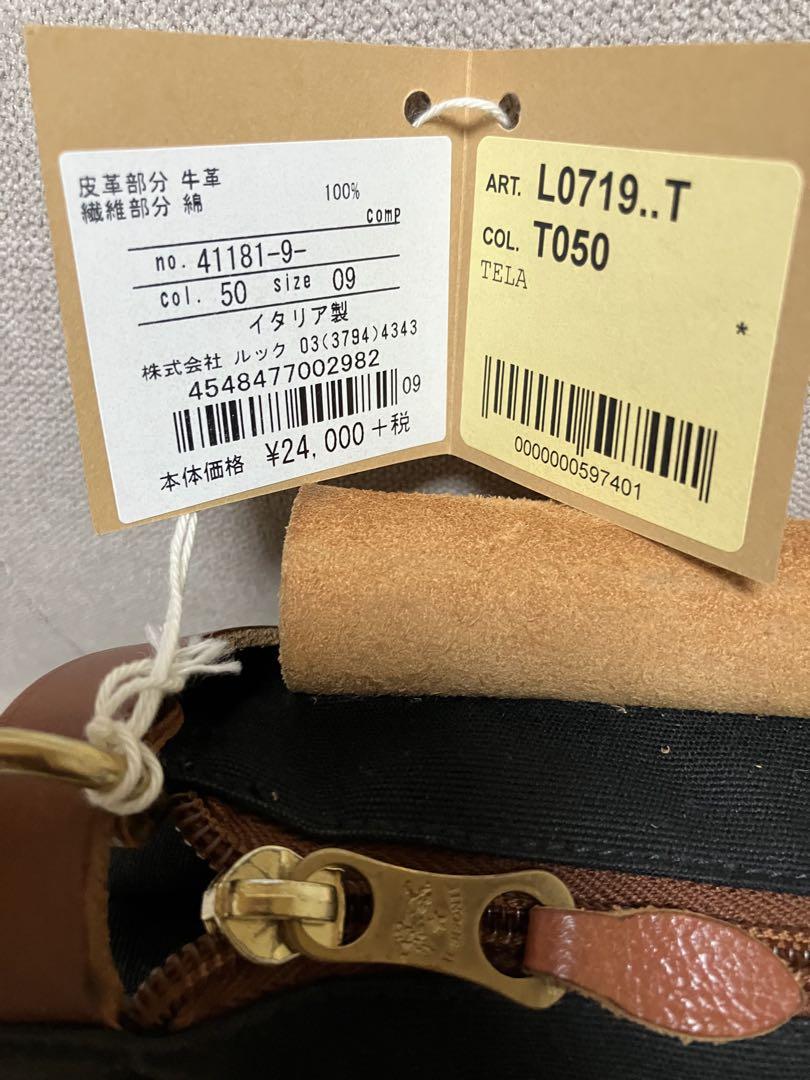 皮革部分 牛革
繊維部分 綿 100%
comp
no. 41181-9-
col. 50 size 09
イタリア製
株式会社 ルック 03(3794)4343
4548477002982
09
本体価格 ¥24,000+税
ART. L0719..T
COL. T050
TELA
*
0000000597401